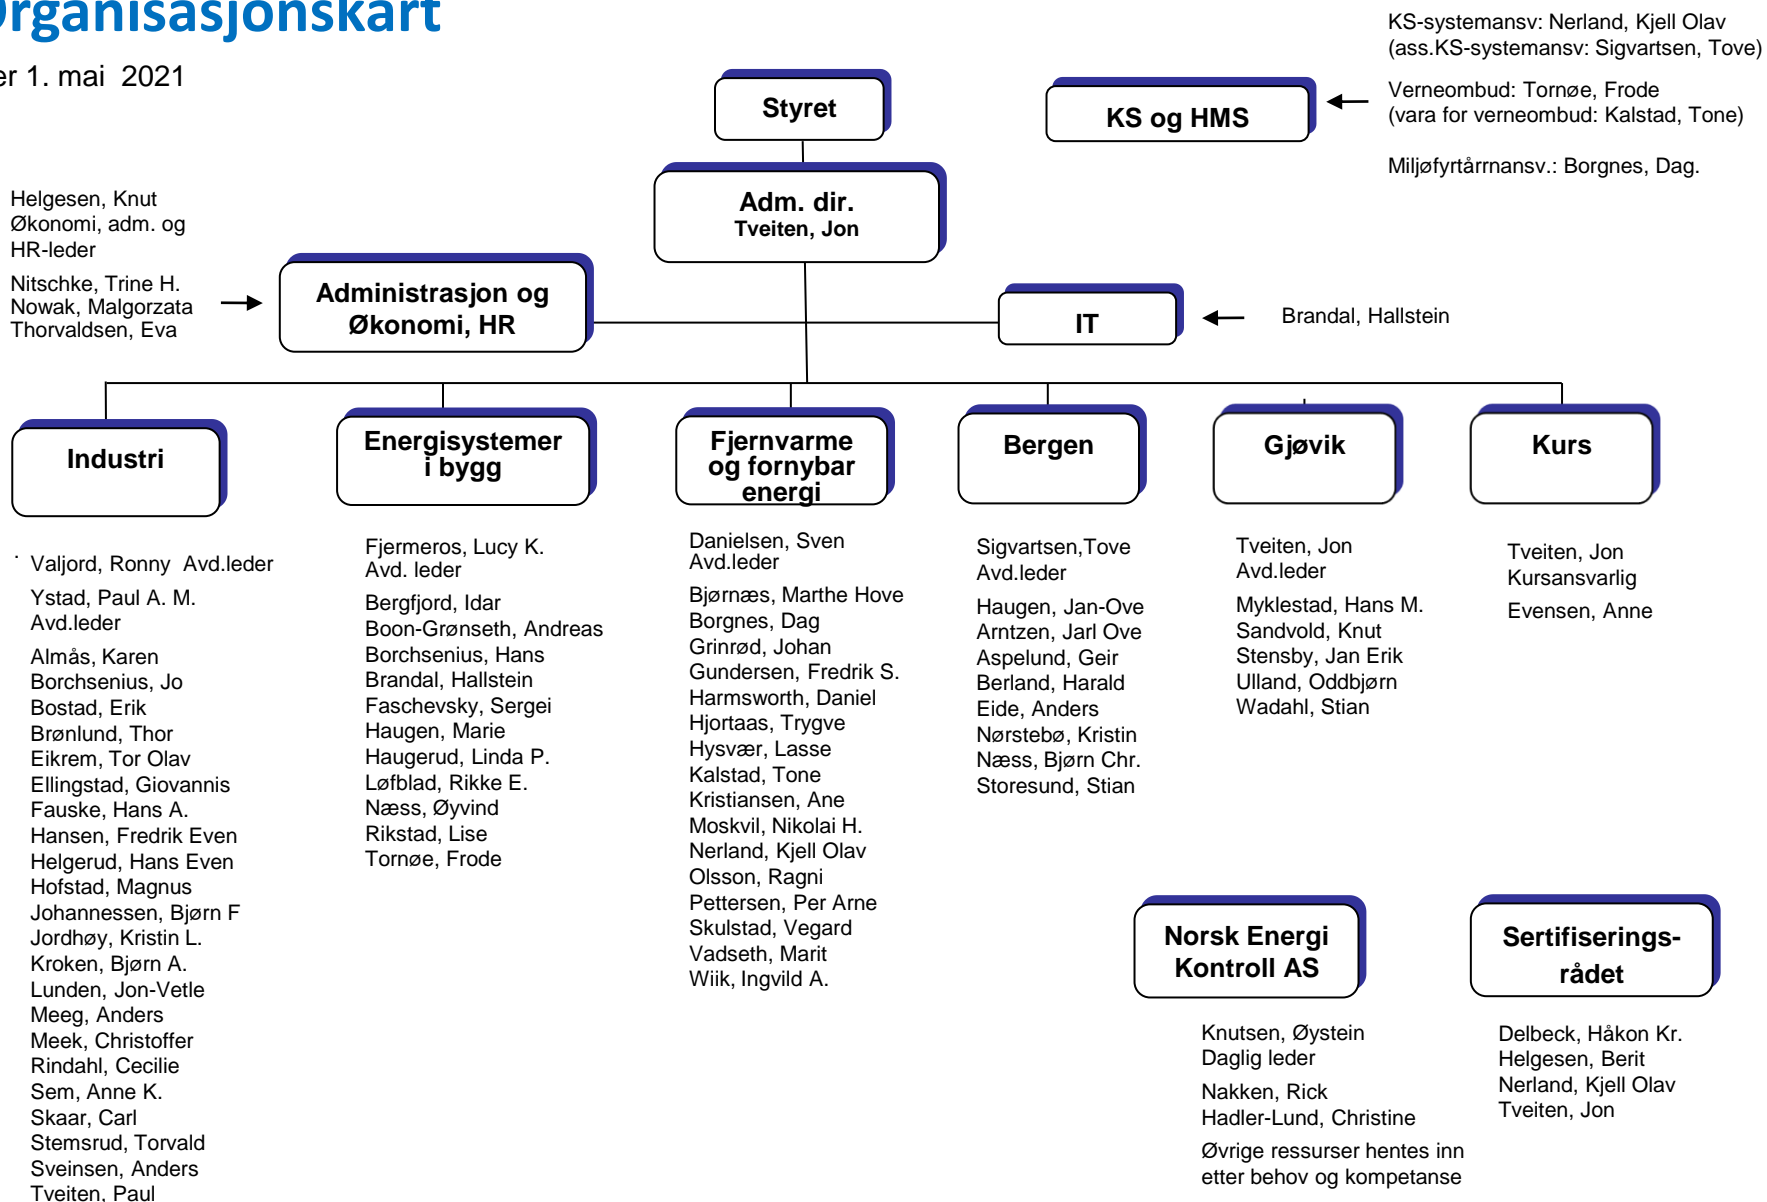 Organisasjonskart
er 1. mai 2021
KS-systemansv: Nerland, Kjell Olav
(ass.KS-systemansv: Sigvartsen, Tove)
Verneombud: Tornøe, Frode
(vara for verneombud: Kalstad, Tone)
Miljøfyrtårrnansv.: Borgnes, Dag.
Styret
KS og HMS
Adm. dir.
Tveiten, Jon
Helgesen, Knut
Økonomi, adm. og
HR-leder
Nitschke, Trine H.
Nowak, Malgorzata
Thorvaldsen, Eva
Administrasjon og
Økonomi, HR
IT
Brandal, Hallstein
Industri
Valjord, Ronny Avd.leder
Ystad, Paul A. M.
Avd.leder
Almås, Karen
Borchsenius, Jo
Bostad, Erik
Brønlund, Thor
Eikrem, Tor Olav
Ellingstad, Giovannis
Fauske, Hans A.
Hansen, Fredrik Even
Helgerud, Hans Even
Hofstad, Magnus
Johannessen, Bjørn F
Jordhøy, Kristin L.
Kroken, Bjørn A.
Lunden, Jon-Vetle
Meeg, Anders
Meek, Christoffer
Rindahl, Cecilie
Sem, Anne K.
Skaar, Carl
Stemsrud, Torvald
Sveinsen, Anders
Tveiten, Paul
Energisystemer
i bygg
Fjermeros, Lucy K.
Avd. leder
Bergfjord, Idar
Boon-Grønseth, Andreas
Borchsenius, Hans
Brandal, Hallstein
Faschevsky, Sergei
Haugen, Marie
Haugerud, Linda P.
Løfblad, Rikke E.
Næss, Øyvind
Rikstad, Lise
Tornøe, Frode
Fjernvarme
og fornybar
energi
Danielsen, Sven
Avd.leder
Bjørnæs, Marthe Hove
Borgnes, Dag
Grinrød, Johan
Gundersen, Fredrik S.
Harmsworth, Daniel
Hjortaas, Trygve
Hysvær, Lasse
Kalstad, Tone
Kristiansen, Ane
Moskvil, Nikolai H.
Nerland, Kjell Olav
Olsson, Ragni
Pettersen, Per Arne
Skulstad, Vegard
Vadseth, Marit
Wiik, Ingvild A.
Bergen
Sigvartsen,Tove
Avd.leder
Haugen, Jan-Ove
Arntzen, Jarl Ove
Aspelund, Geir
Berland, Harald
Eide, Anders
Nørstebø, Kristin
Næss, Bjørn Chr.
Storesund, Stian
Gjøvik
Tveiten, Jon
Avd.leder
Myklestad, Hans M.
Sandvold, Knut
Stensby, Jan Erik
Ulland, Oddbjørn
Wadahl, Stian
Kurs
Tveiten, Jon
Kursansvarlig
Evensen, Anne
Norsk Energi
Kontroll AS
Knutsen, Øystein
Daglig leder
Nakken, Rick
Hadler-Lund, Christine
Øvrige ressurser hentes inn
etter behov og kompetanse
Sertifiserings-
rådet
Delbeck, Håkon Kr.
Helgesen, Berit
Nerland, Kjell Olav
Tveiten, Jon